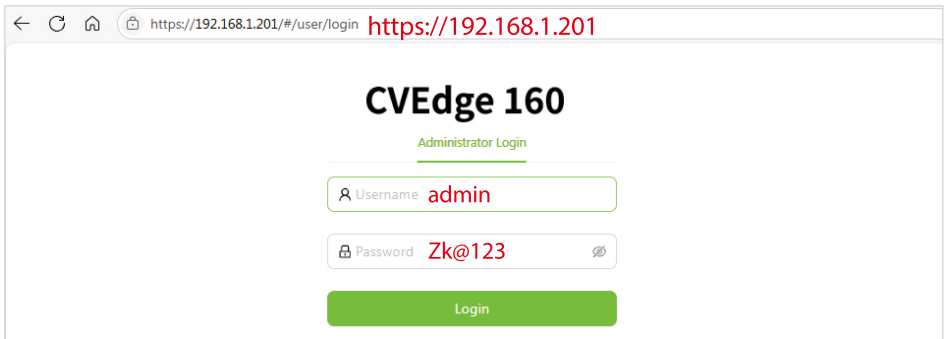 https://192.168.1.201/#/user/login https://192.168.1.201
CVEdge 160
Administrator Login
Username admin
Password Zk@123
Login